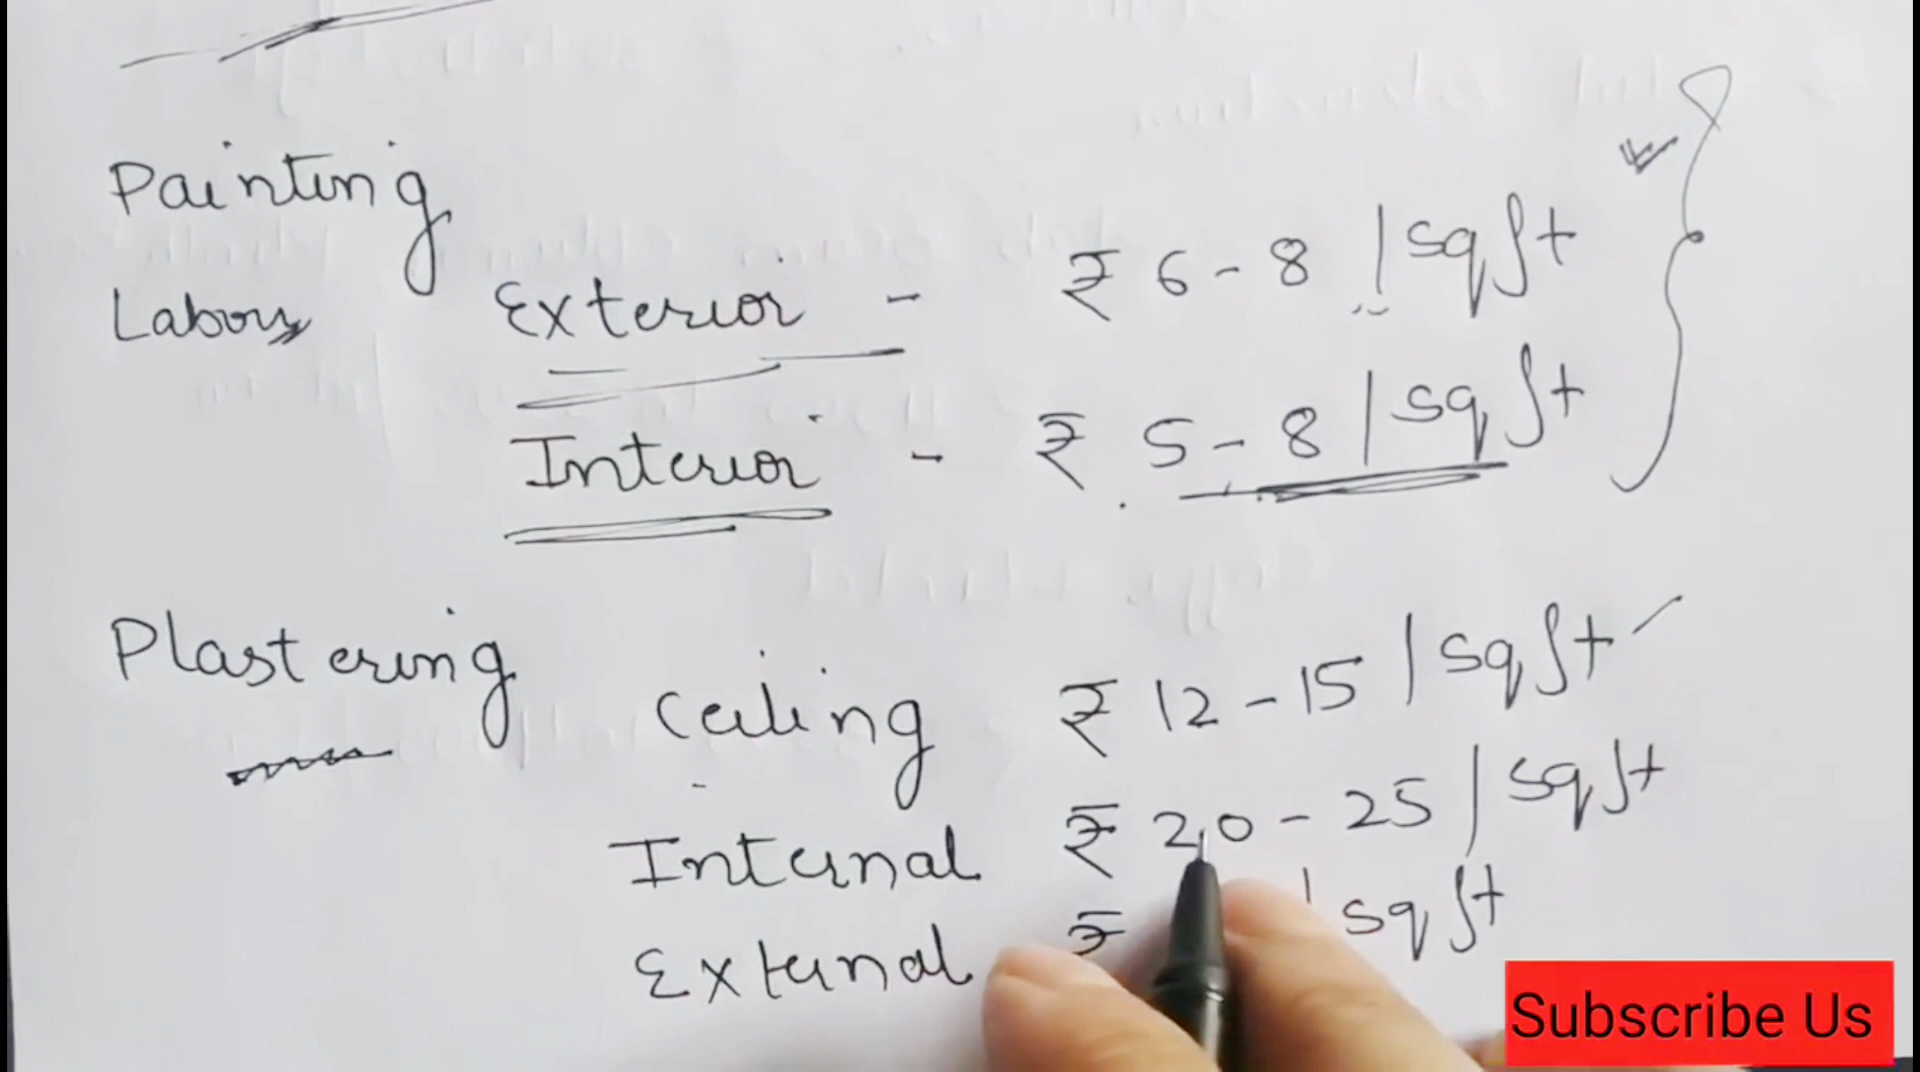 Painting
Labour Exterior - ₹ 6-8 / sqft
Interior - ₹ 5-8 / sqft
Plastering Ceiling ₹ 12-15 / sqft
Internal ₹ 20-25 / sqft
External ₹ / sqft
Subscribe Us